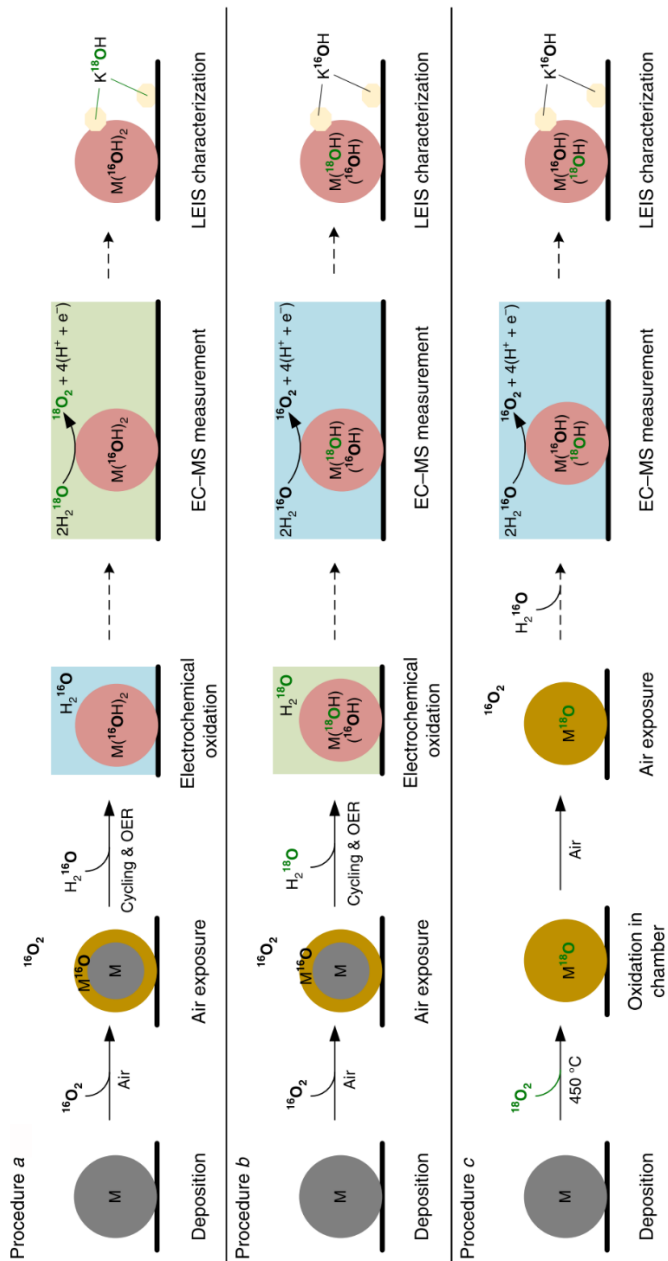 Procedure a
M
Deposition
¹⁶O₂
Air
¹⁶O₂
M¹⁶O
M
Air exposure
H₂¹⁶O
Cycling & OER
H₂¹⁶O
M(¹⁶OH)₂
Electrochemical
oxidation
2H₂¹⁸O
¹⁸O₂ + 4(H⁺ + e⁻)
M(¹⁶OH)₂
EC–MS measurement
K¹⁸OH
M(¹⁶OH)₂
LEIS characterization
Procedure b
M
Deposition
¹⁶O₂
Air
¹⁶O₂
M¹⁶O
M
Air exposure
H₂¹⁸O
Cycling & OER
H₂¹⁸O
M(¹⁸OH)
(¹⁶OH)
Electrochemical
oxidation
2H₂¹⁶O
¹⁶O₂ + 4(H⁺ + e⁻)
M(¹⁸OH)
(¹⁶OH)
EC–MS measurement
K¹⁶OH
M(¹⁸OH)
(¹⁶OH)
LEIS characterization
Procedure c
M
Deposition
¹⁸O₂
450 °C
M¹⁸O
Oxidation in
chamber
Air
¹⁶O₂
M¹⁸O
Air exposure
H₂¹⁶O
2H₂¹⁶O
¹⁶O₂ + 4(H⁺ + e⁻)
M(¹⁶OH)
(¹⁸OH)
EC–MS measurement
K¹⁶OH
M(¹⁶OH)
(¹⁸OH)
LEIS characterization